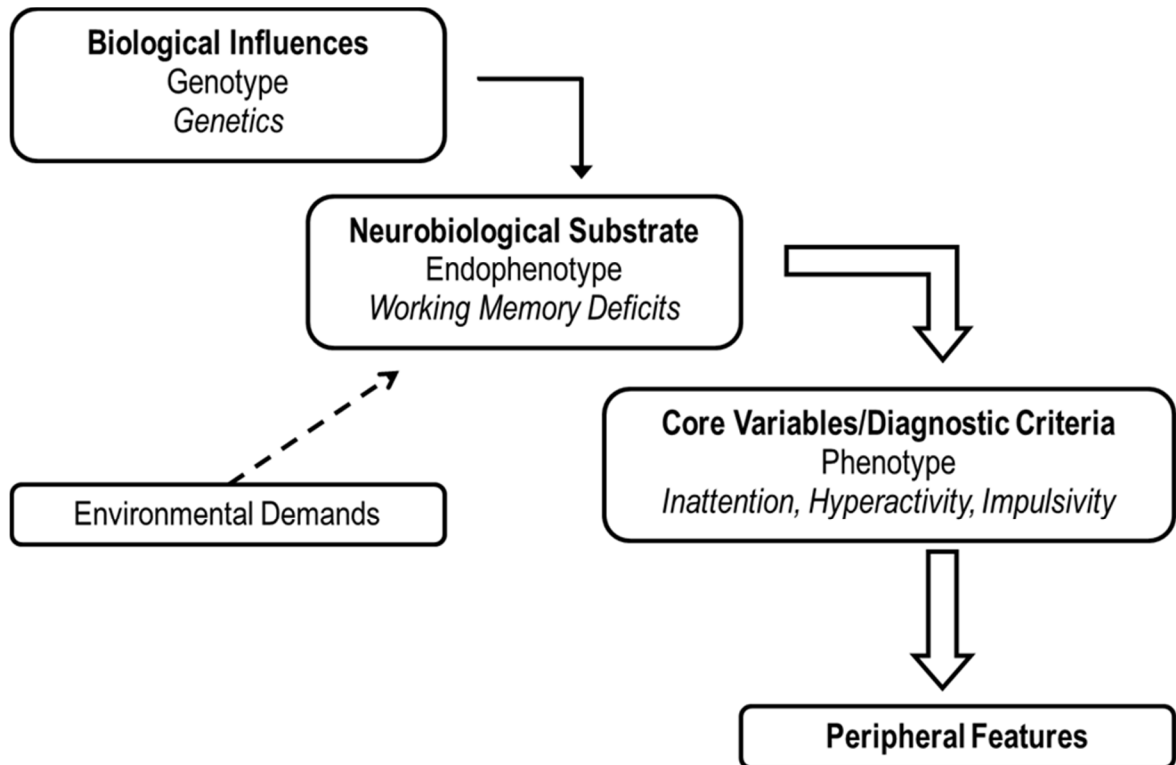 Biological Influences
Genotype
Genetics
Neurobiological Substrate
Endophenotype
Working Memory Deficits
Environmental Demands
Core Variables/Diagnostic Criteria
Phenotype
Inattention, Hyperactivity, Impulsivity
Peripheral Features